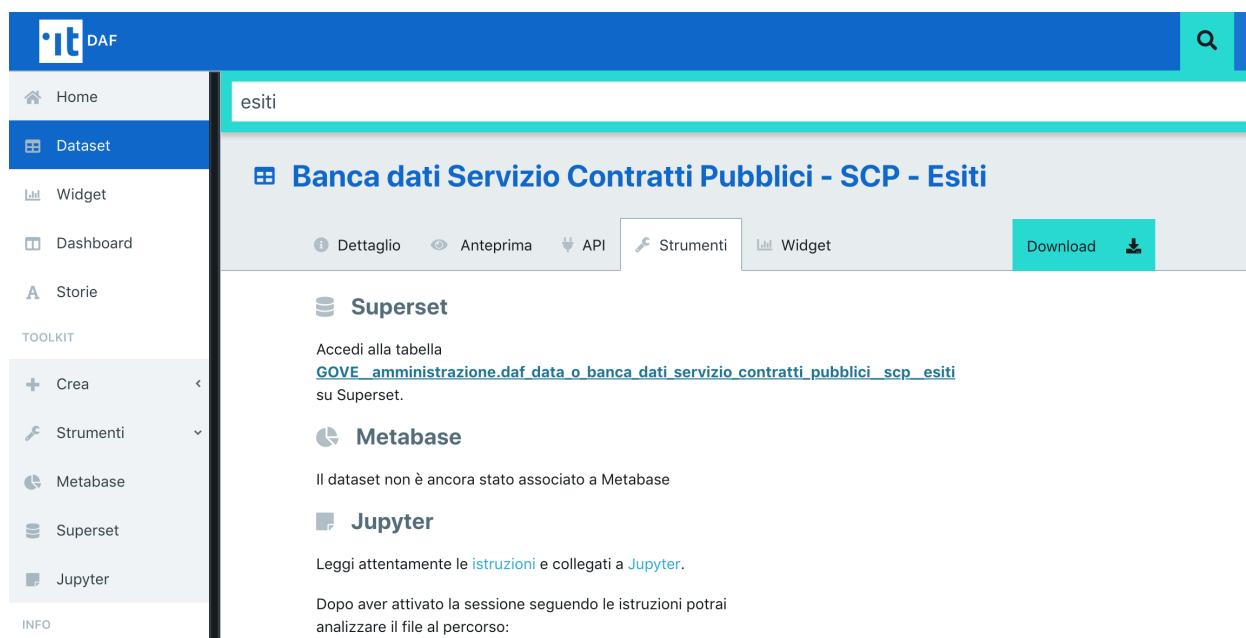 it DAF
esiti
Home
Dataset
Widget
Dashboard
Storie
TOOLKIT
Crea
Strumenti
Metabase
Superset
Jupyter
INFO
Banca dati Servizio Contratti Pubblici - SCP - Esiti
Dettaglio Anteprima API Strumenti Widget Download
Superset
Accedi alla tabella
GOVE__amministrazione.daf_data_o_banca_dati_servizio_contratti_pubblici__scp__esiti
su Superset.
Metabase
Il dataset non è ancora stato associato a Metabase
Jupyter
Leggi attentamente le istruzioni e collegati a Jupyter.
Dopo aver attivato la sessione seguendo le istruzioni potrai
analizzare il file al percorso: